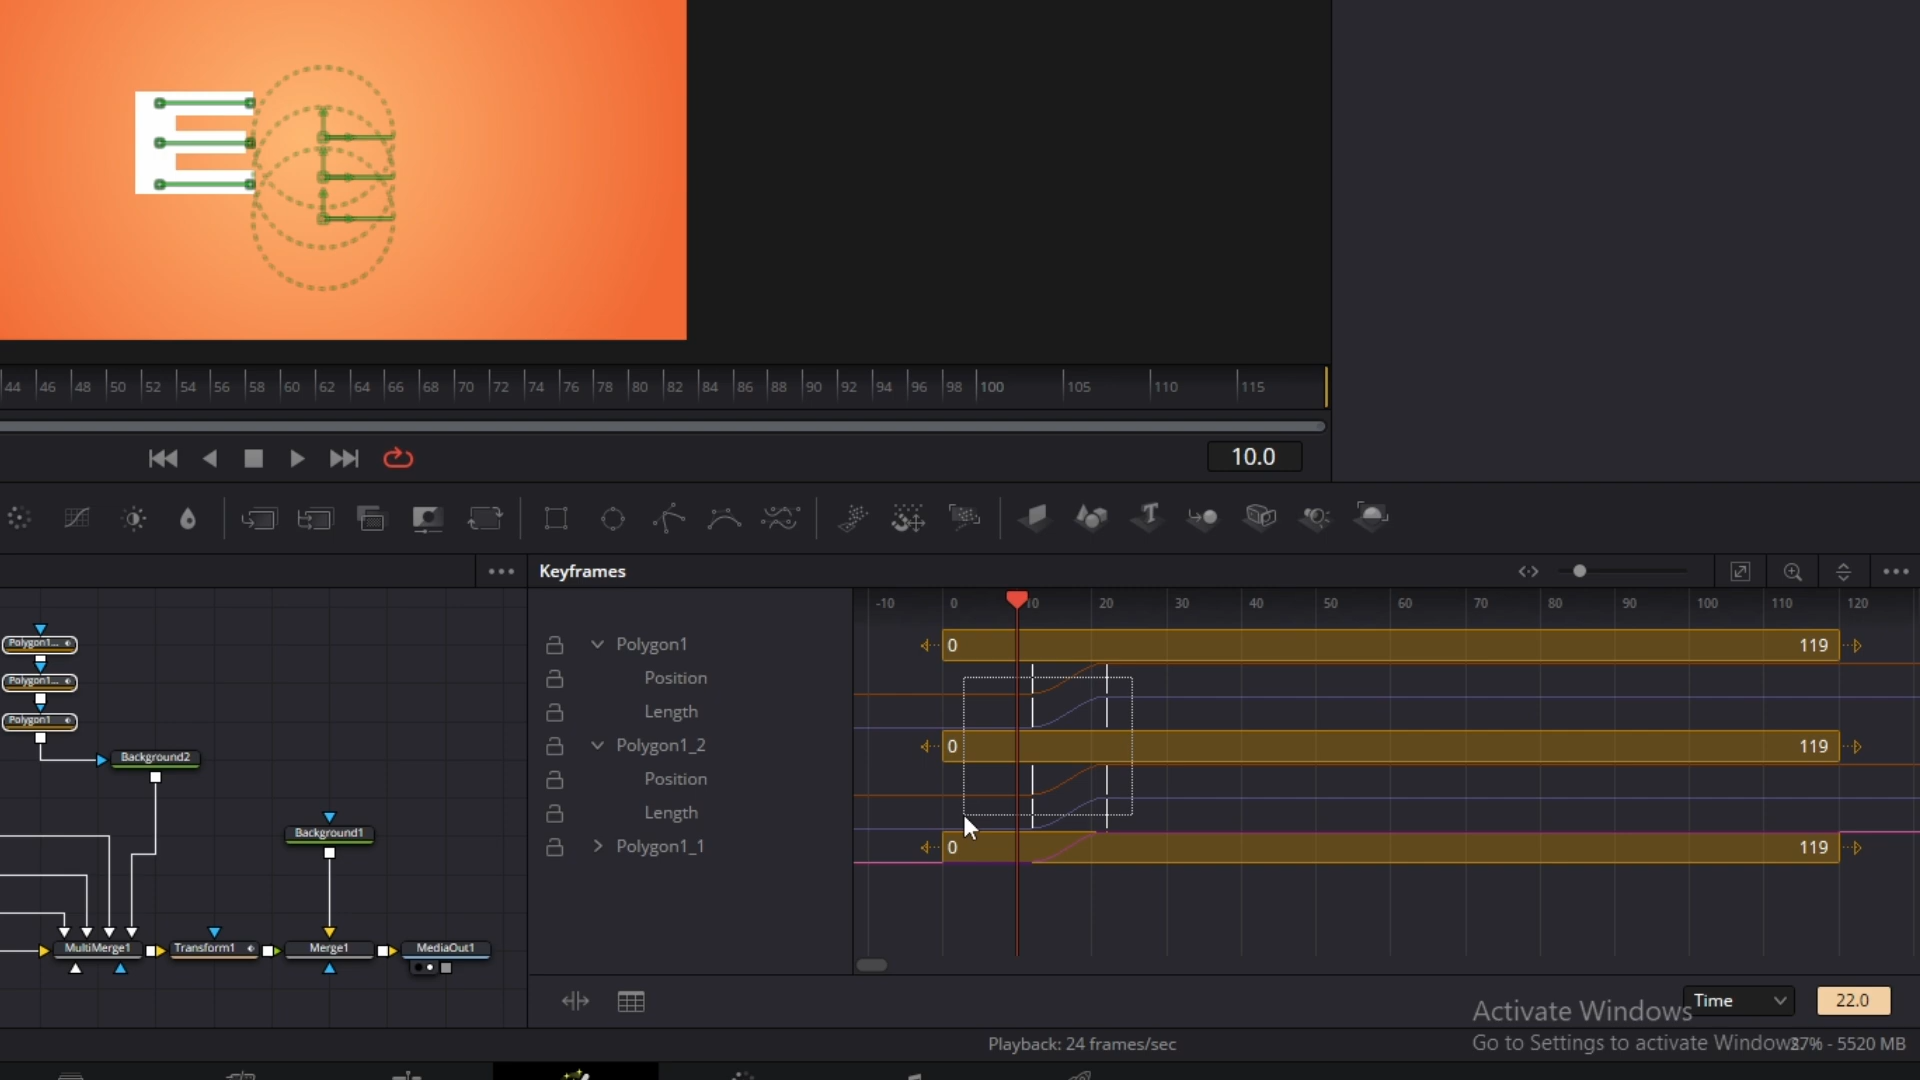 44 46 48 50 52 54 56 58 60 62 64 66 68 70 72 74 76 78 80 82 84 86 88 90 92 94 96 98 100 105 110 115
10.0
Keyframes
-10 0 10 20 30 40 50 60 70 80 90 100 110 120
Polygon1... Polygon1 0 119
Position
Polygon1... Length
Polygon1 Polygon1_2 0 119
Background2 Position
Length
Background1 Polygon1_1 0 119
MultiMerge1 Transform1 Merge1 MediaOut1
Time 22.0
Activate Windows
Playback: 24 frames/sec
Go to Settings to activate Windows.
37% - 5520 MB